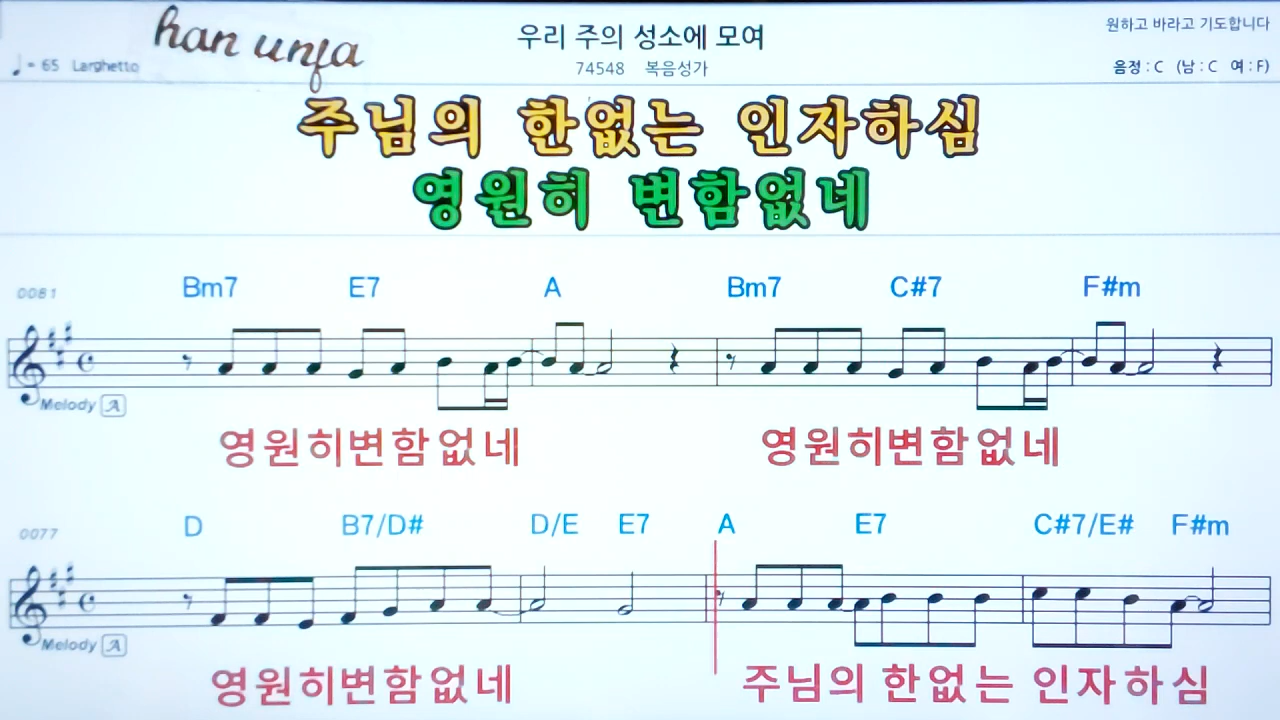 han unja
우리 주의 성소에 모여
원하고 바라고 기도합니다
♩= 65 Larghetto
74548 복음성가
음정 : C (남 : C 여 : F)
주님의 한없는 인자하심
영원히 변함없네
0081 Bm7 E7 A Bm7 C#7 F#m
Melody A
영원히변함없네 영원히변함없네
0077 D B7/D# D/E E7 A E7 C#7/E# F#m
Melody A
영원히변함없네 주님의 한없는 인자하심